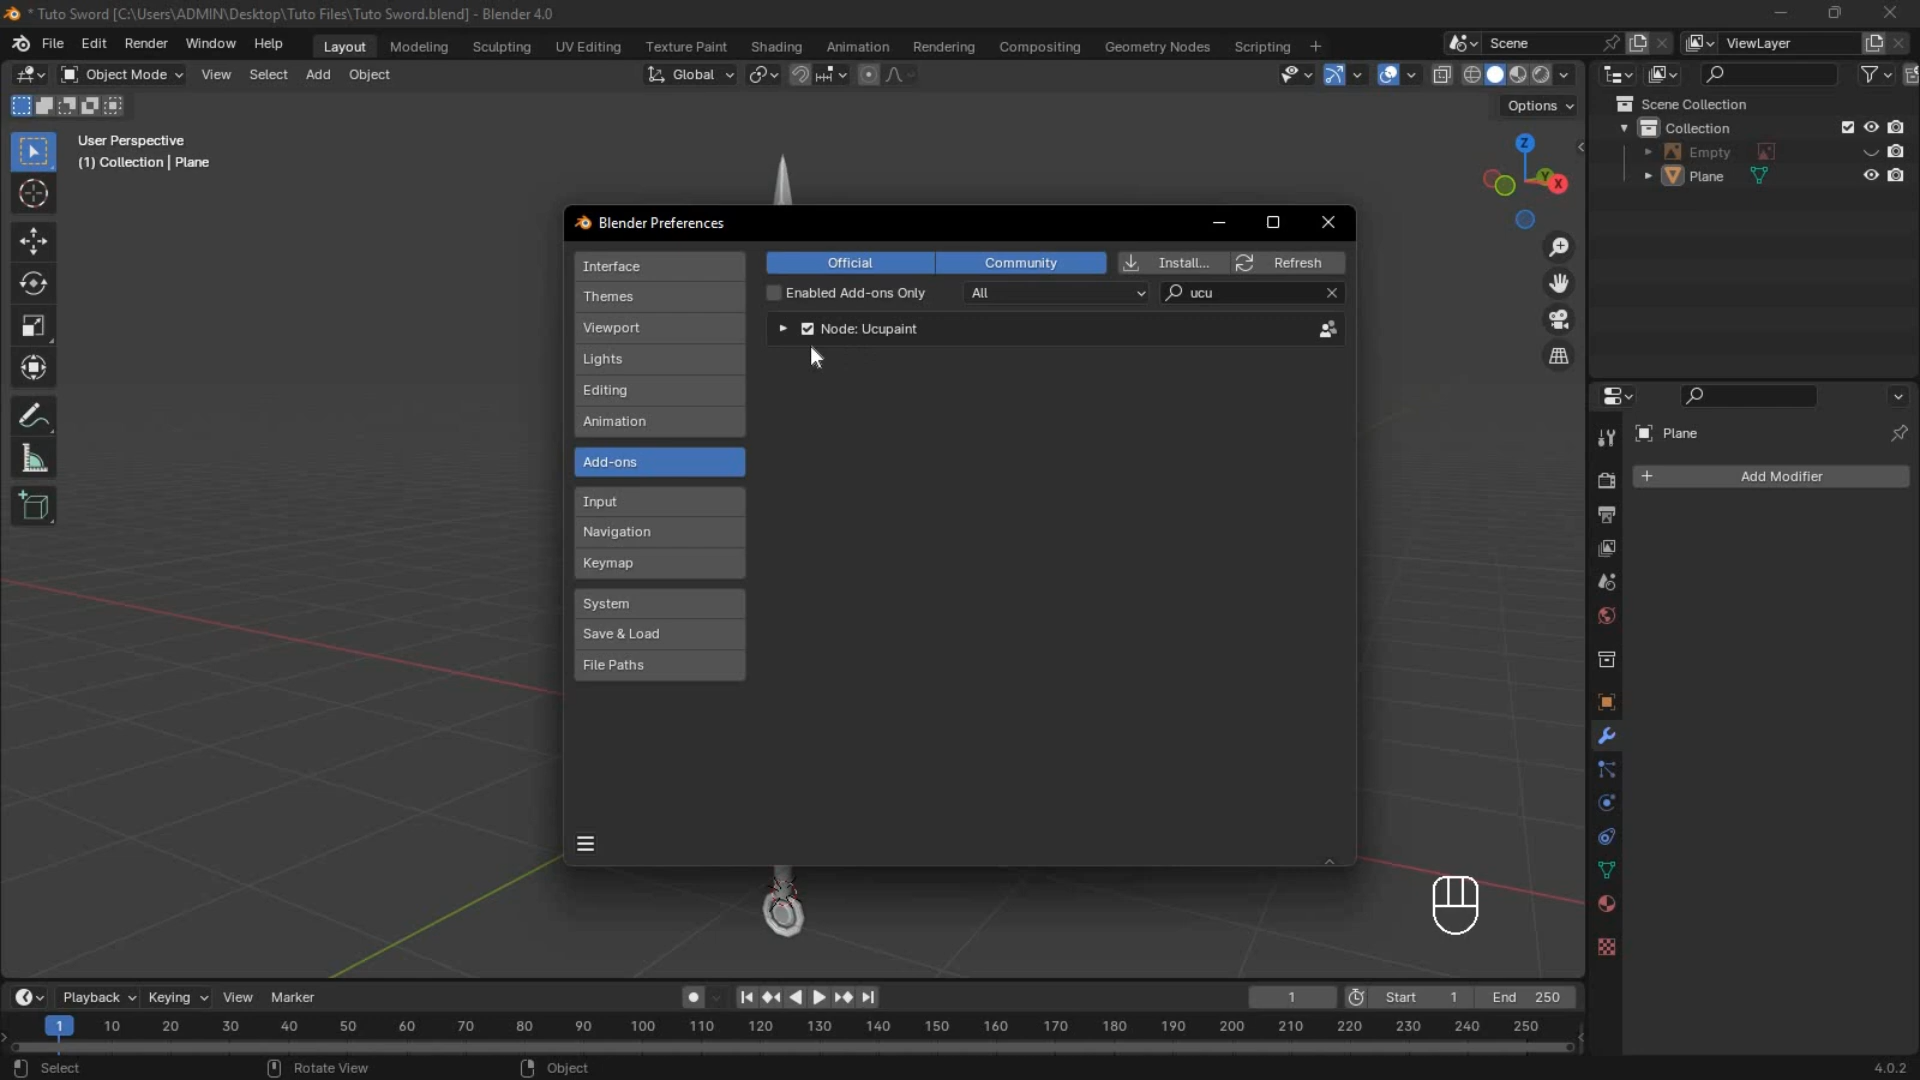 * Tuto Sword [C:\Users\ADMIN\Desktop\Tuto Files\Tuto Sword.blend] - Blender 4.0
File Edit Render Window Help Layout Modeling Sculpting UV Editing Texture Paint Shading Animation Rendering Compositing Geometry Nodes Scripting + Scene ViewLayer
Object Mode View Select Add Object Global
Options
Scene Collection
Collection
Empty
Plane
User Perspective
(1) Collection | Plane
Z
Y
X
Blender Preferences
Interface
Themes
Viewport
Lights
Editing
Animation
Add-ons
Input
Navigation
Keymap
System
Save & Load
File Paths
Official Community Install... Refresh
Enabled Add-ons Only All ucu
Node: Ucupaint
Plane
+ Add Modifier
Playback Keying View Marker 1 Start 1 End 250
1 10 20 30 40 50 60 70 80 90 100 110 120 130 140 150 160 170 180 190 200 210 220 230 240 250
Select Rotate View Object 4.0.2